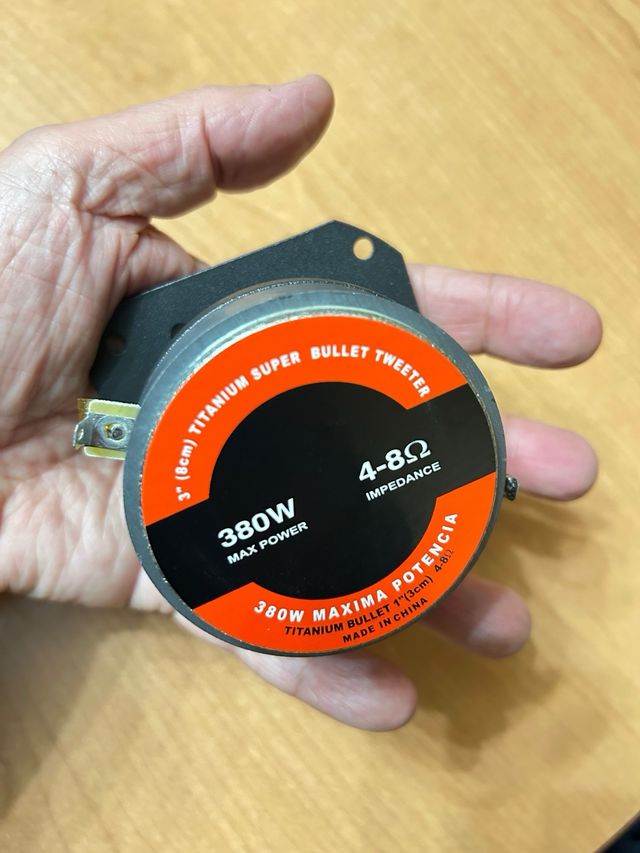 3" (8cm) TITANIUM SUPER BULLET TWEETER
4-8Ω
IMPEDANCE
380W
MAX POWER
380W MAXIMA POTENCIA
TITANIUM BULLET 1"(3cm) 4-8Ω
MADE IN CHINA